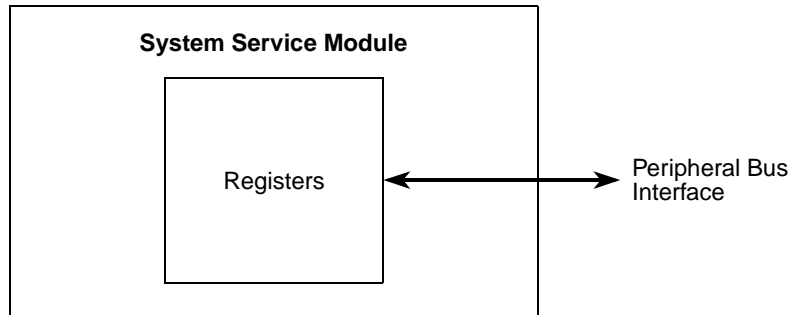 System Service Module
Registers
Peripheral Bus
Interface